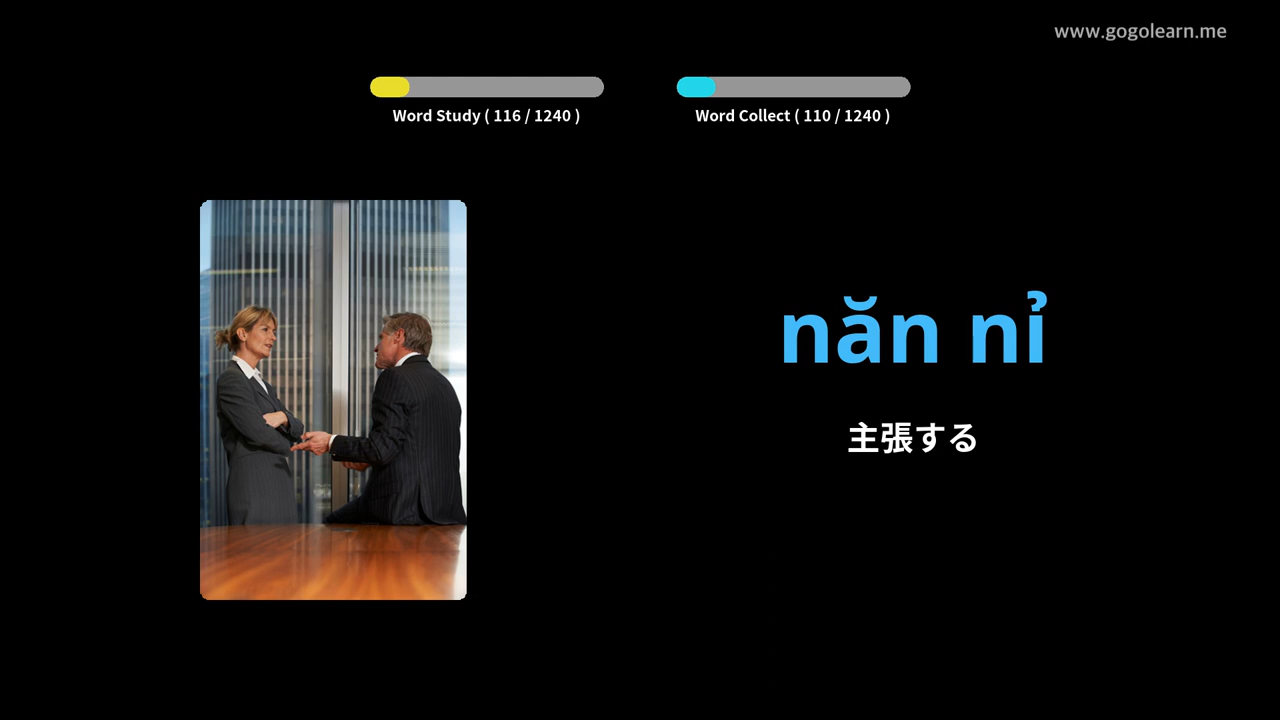 www.gogolearn.me
Word Study ( 116 / 1240 )
Word Collect ( 110 / 1240 )
năn nỉ
主張する